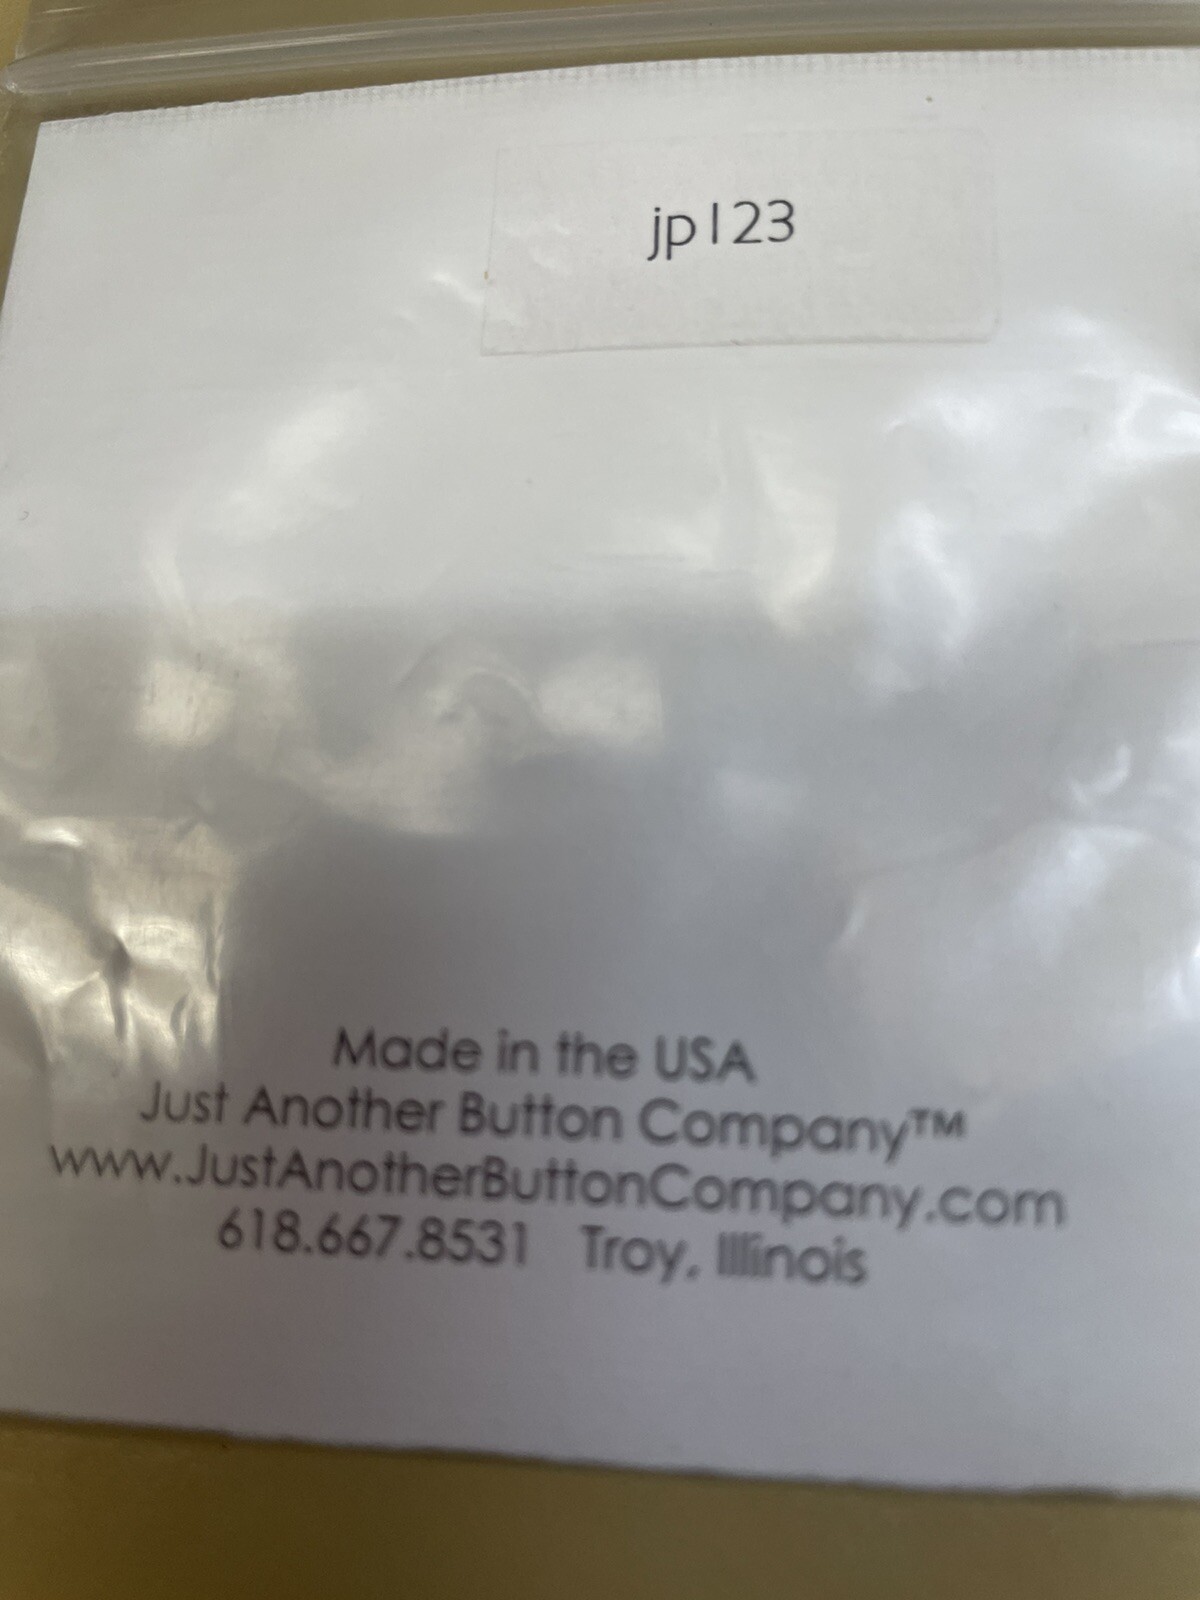 jp123
Made in the USA
Just Another Button Company™
www.JustAnotherButtonCompany.com
618.667.8531 Troy, Illinois